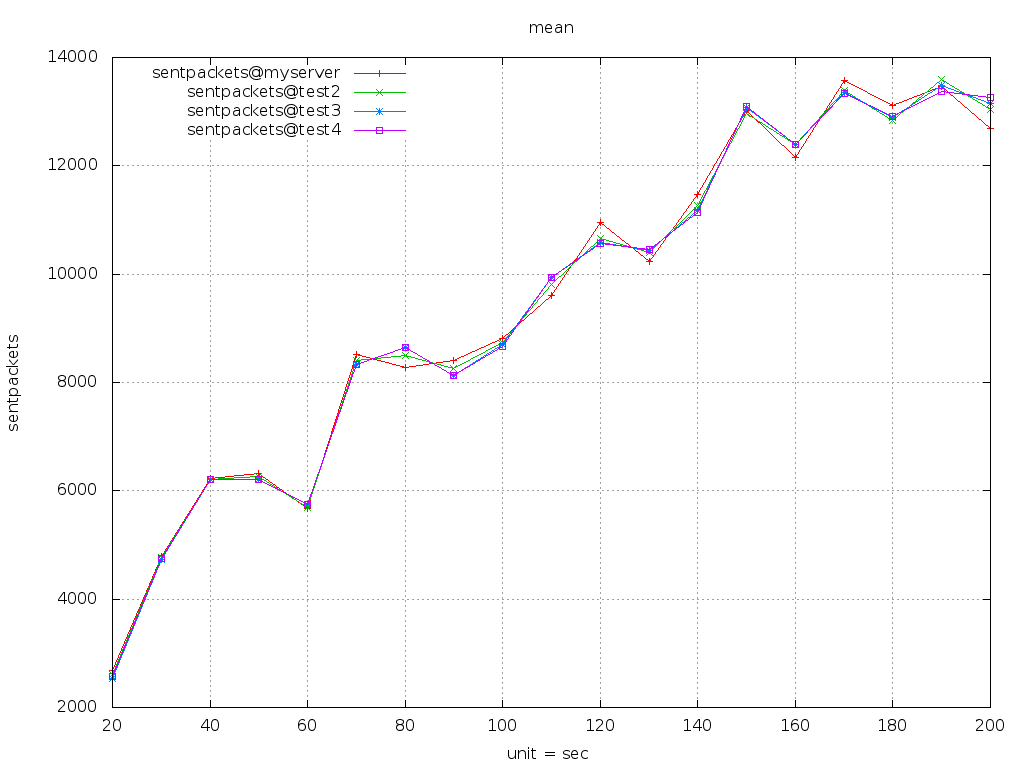 mean
14000
12000
10000
8000
6000
4000
2000
sentpackets
sentpackets@myserver
sentpackets@test2
sentpackets@test3
sentpackets@test4
20 40 60 80 100 120 140 160 180 200
unit = sec